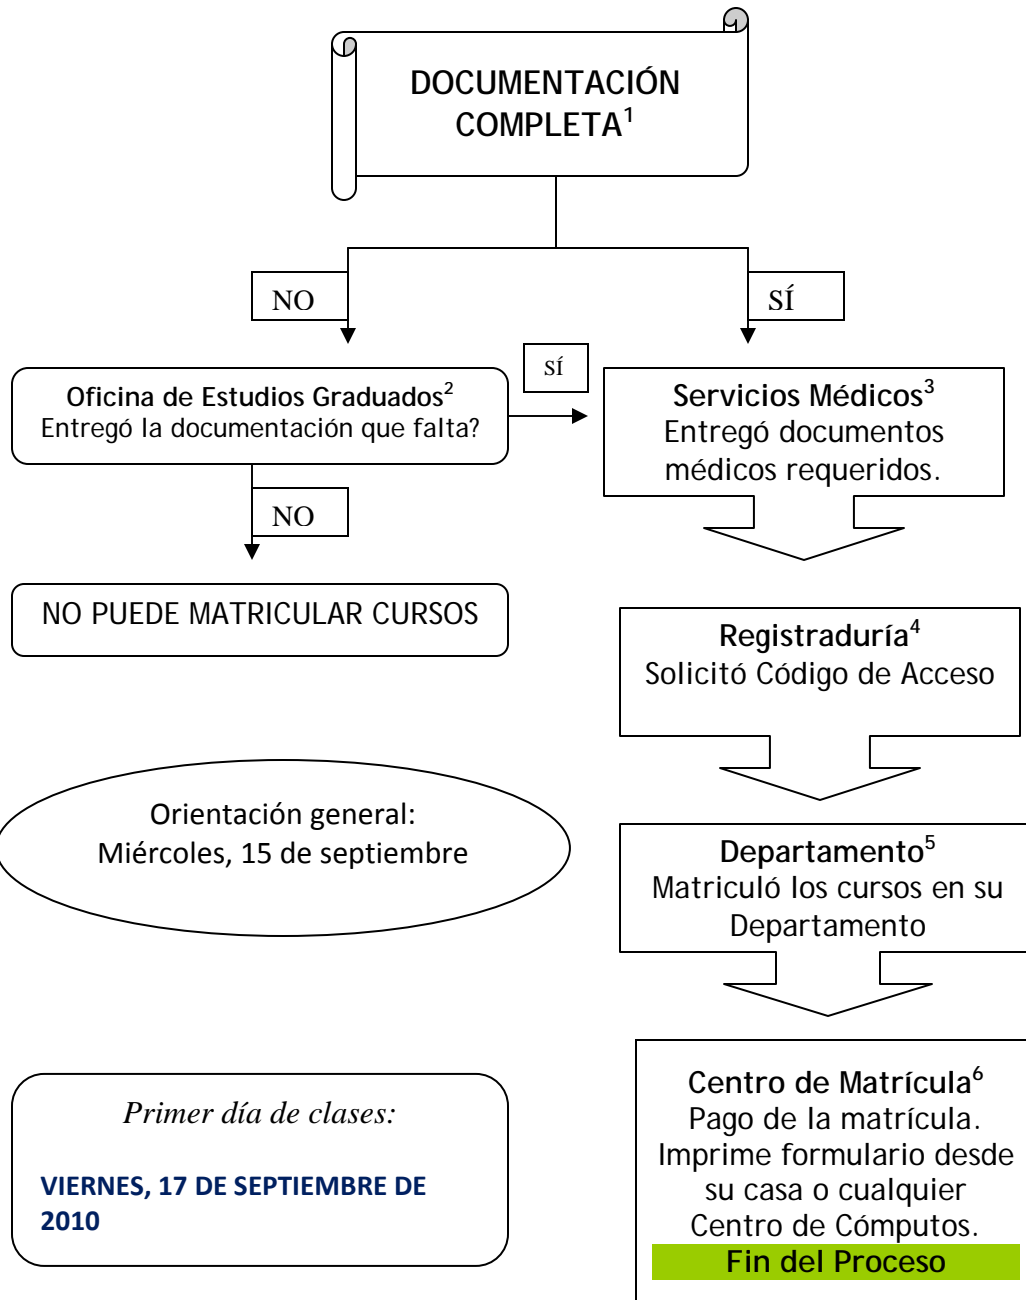 DOCUMENTACIÓN
COMPLETA¹
NO
SÍ
SÍ
Oficina de Estudios Graduados²
Entregó la documentación que falta?
Servicios Médicos³
Entregó documentos
médicos requeridos.
NO
NO PUEDE MATRICULAR CURSOS
Registraduría⁴
Solicitó Código de Acceso
Orientación general:
Miércoles, 15 de septiembre
Departamento⁵
Matriculó los cursos en su
Departamento
Primer día de clases:
VIERNES, 17 DE SEPTIEMBRE DE
2010
Centro de Matrícula⁶
Pago de la matrícula.
Imprime formulario desde
su casa o cualquier
Centro de Cómputos.
Fin del Proceso